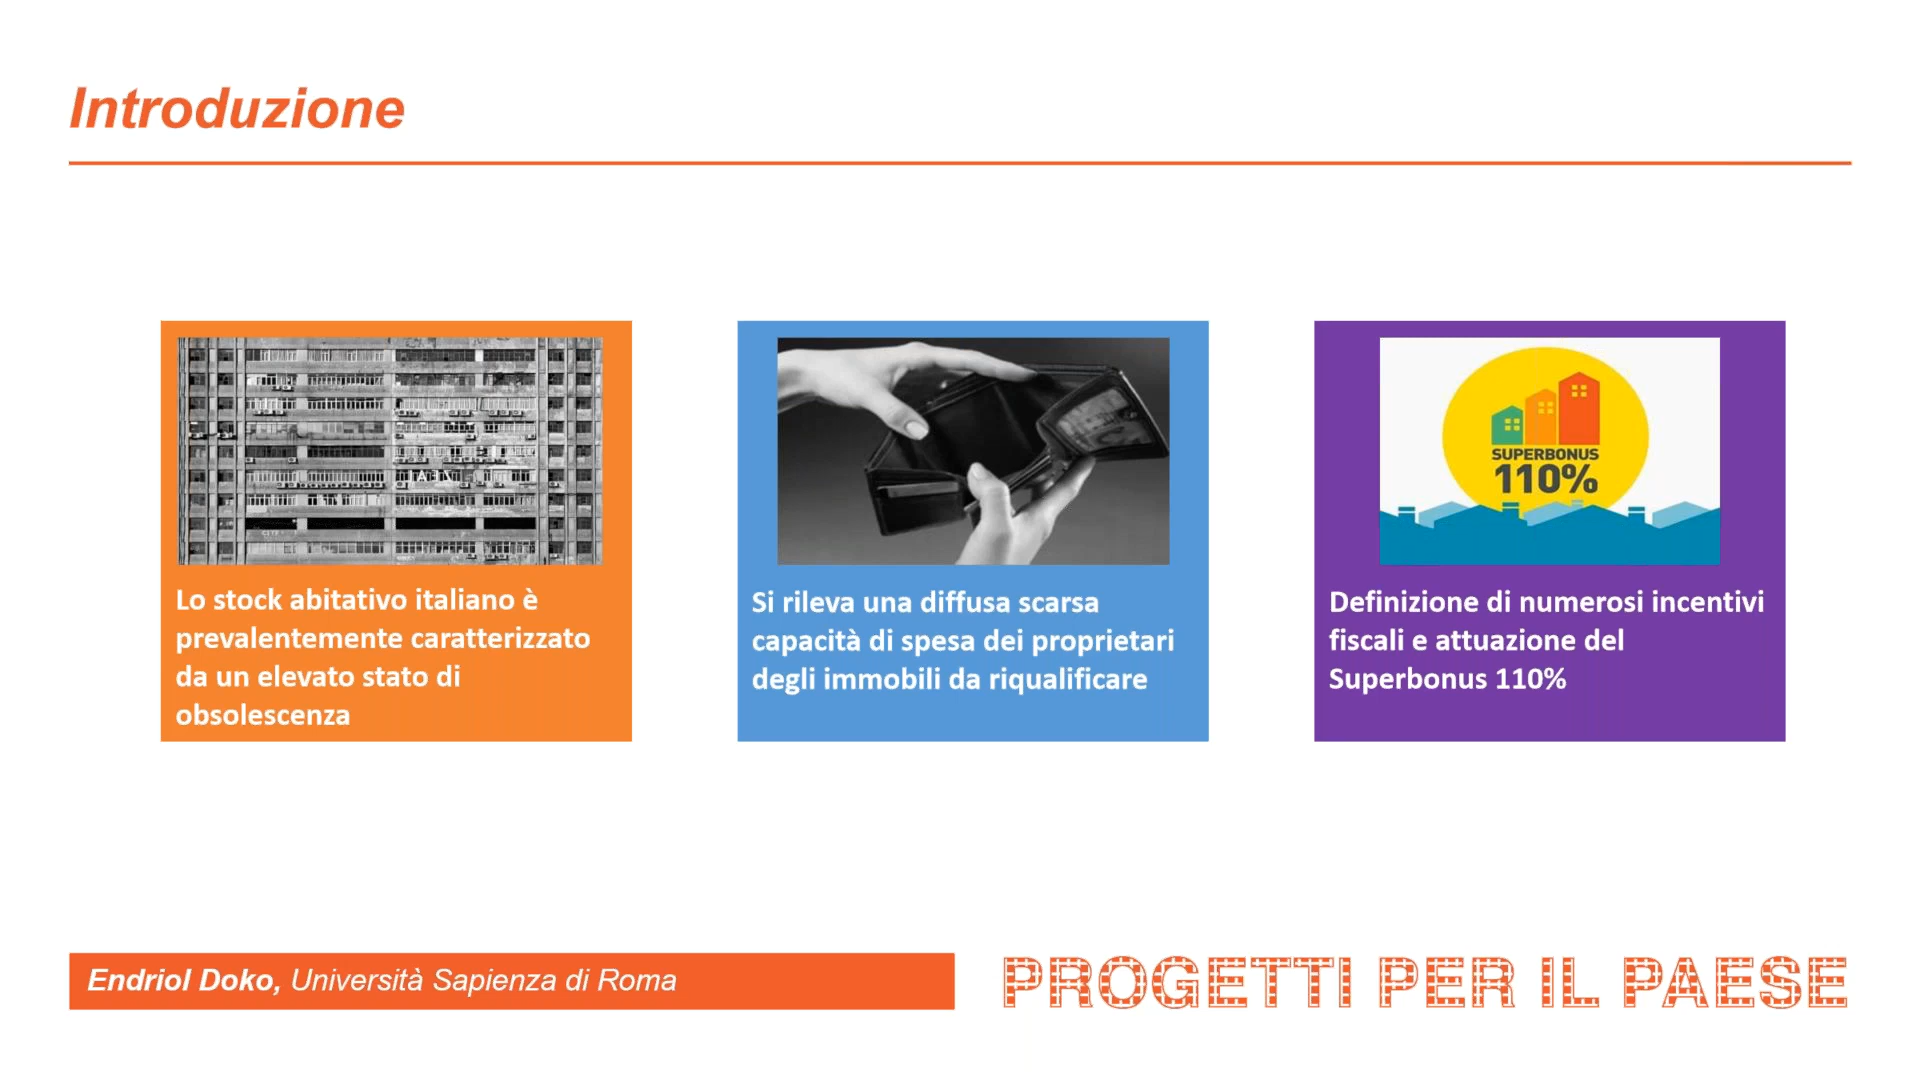 Introduzione
SUPERBONUS
110%
Lo stock abitativo italiano è
prevalentemente caratterizzato
da un elevato stato di
obsolescenza
Si rileva una diffusa scarsa
capacità di spesa dei proprietari
degli immobili da riqualificare
Definizione di numerosi incentivi
fiscali e attuazione del
Superbonus 110%
Endriol Doko, Università Sapienza di Roma
PROGETTI PER IL PAESE